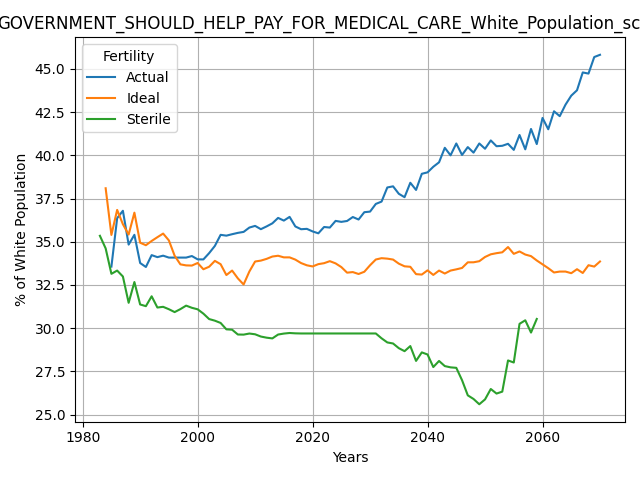 GOVERNMENT_SHOULD_HELP_PAY_FOR_MEDICAL_CARE_White_Population_sc
Fertility
Actual
Ideal
Sterile
% of White Population
45.0
42.5
40.0
37.5
35.0
32.5
30.0
27.5
25.0
1980
2000
2020
2040
2060
Years